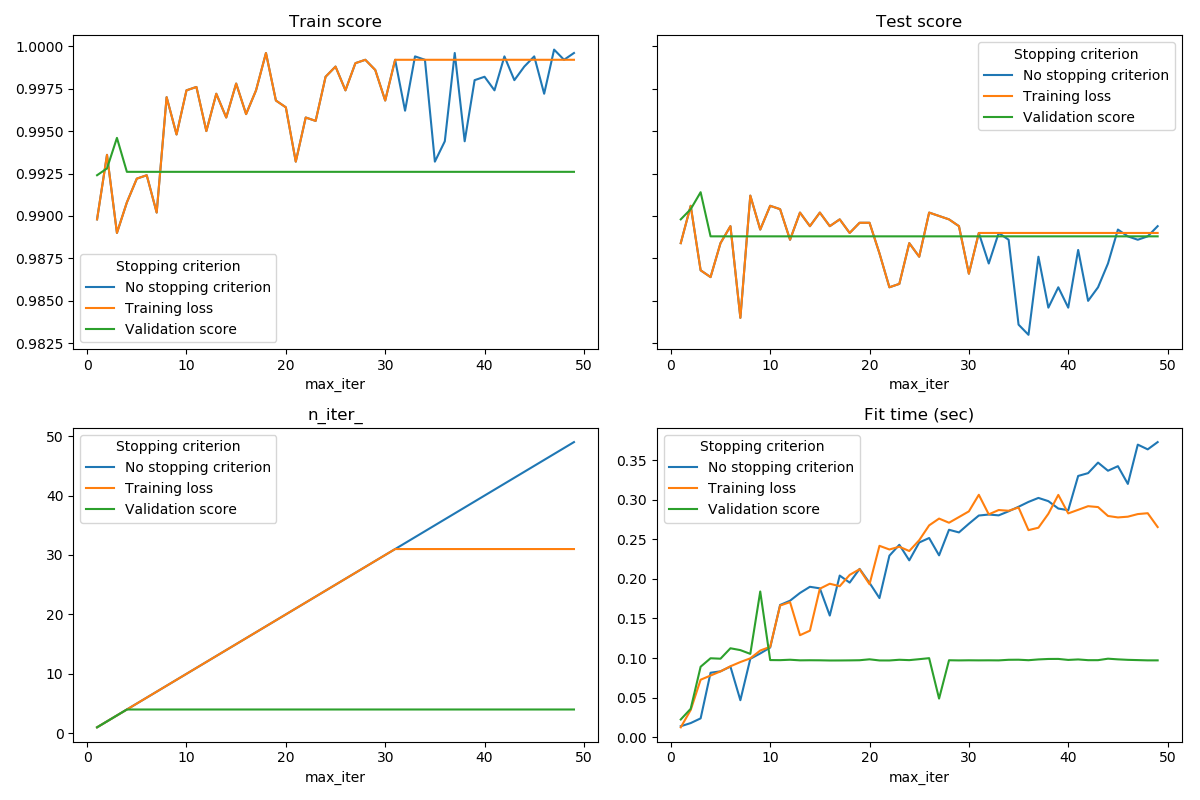 Train score
1.0000
0.9975
0.9950
0.9925
0.9900
0.9875
0.9850
0.9825
Stopping criterion
No stopping criterion
Training loss
Validation score
0 10 20 30 40 50
max_iter
Test score
Stopping criterion
No stopping criterion
Training loss
Validation score
0 10 20 30 40 50
max_iter
n_iter_
50
40
30
20
10
0
Stopping criterion
No stopping criterion
Training loss
Validation score
0 10 20 30 40 50
max_iter
Fit time (sec)
0.35
0.30
0.25
0.20
0.15
0.10
0.05
0.00
Stopping criterion
No stopping criterion
Training loss
Validation score
0 10 20 30 40 50
max_iter